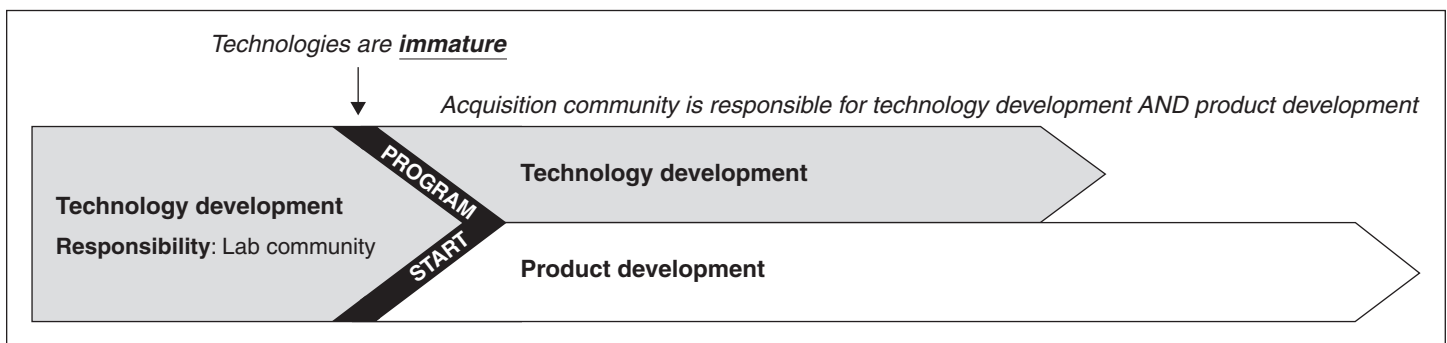 Technologies are immature
Acquisition community is responsible for technology development AND product development
PROGRAM
START
Technology development
Responsibility: Lab community
Technology development
Product development